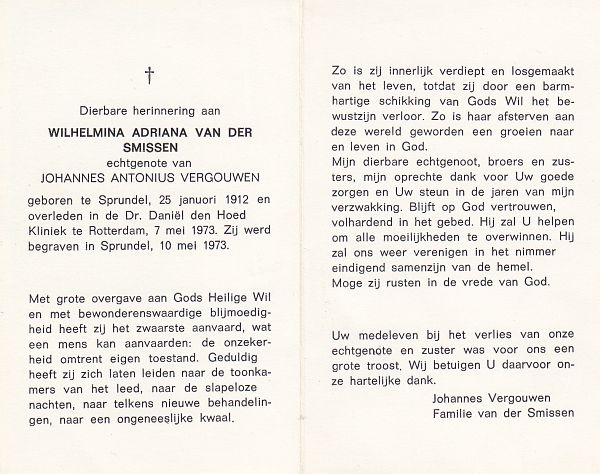 Dierbare herinnering aan
WILHELMINA ADRIANA VAN DER
SMISSEN
echtgenote van
JOHANNES ANTONIUS VERGOUWEN
geboren te Sprundel, 25 januori 1912 en
overleden in de Dr. Daniël den Hoed
Kliniek te Rotterdam, 7 mei 1973. Zij werd
begraven in Sprundel, 10 mei 1973.
Met grote overgave aan Gods Heilige Wil
en met bewonderenswaardige blijmoedig-
heid heeft zij het zwaarste aanvaard, wat
een mens kan aanvaarden: de onzeker-
heid omtrent eigen toestand. Geduldig
heeft zij zich laten leiden naar de toonka-
mers van het leed, naar de slapeloze
nachten, naar telkens nieuwe behandelin-
gen, naar een ongeneeslijke kwaal.
Zo is zij innerlijk verdiept en losgemaakt
van het leven, totdat zij door een barm-
hartige schikking van Gods Wil het be-
wustzijn verloor. Zo is haar afsterven aan
deze wereld geworden een groeien naar
en leven in God.
Mijn dierbare echtgenoot, broers en zus-
ters, mijn oprechte dank voor Uw goede
zorgen en Uw steun in de jaren van mijn
verzwakking. Blijft op God vertrouwen,
volhardend in het gebed. Hij zal U helpen
om alle moeilijkheden te overwinnen. Hij
zal ons weer verenigen in het nimmer
eindigend samenzijn van de hemel.
Moge zij rusten in de vrede van God.
Uw medeleven bij het verlies van onze
echtgenote en zuster was voor ons een
grote troost. Wij betuigen U daarvoor on-
ze hartelijke dank.
Johannes Vergouwen
Familie van der Smissen